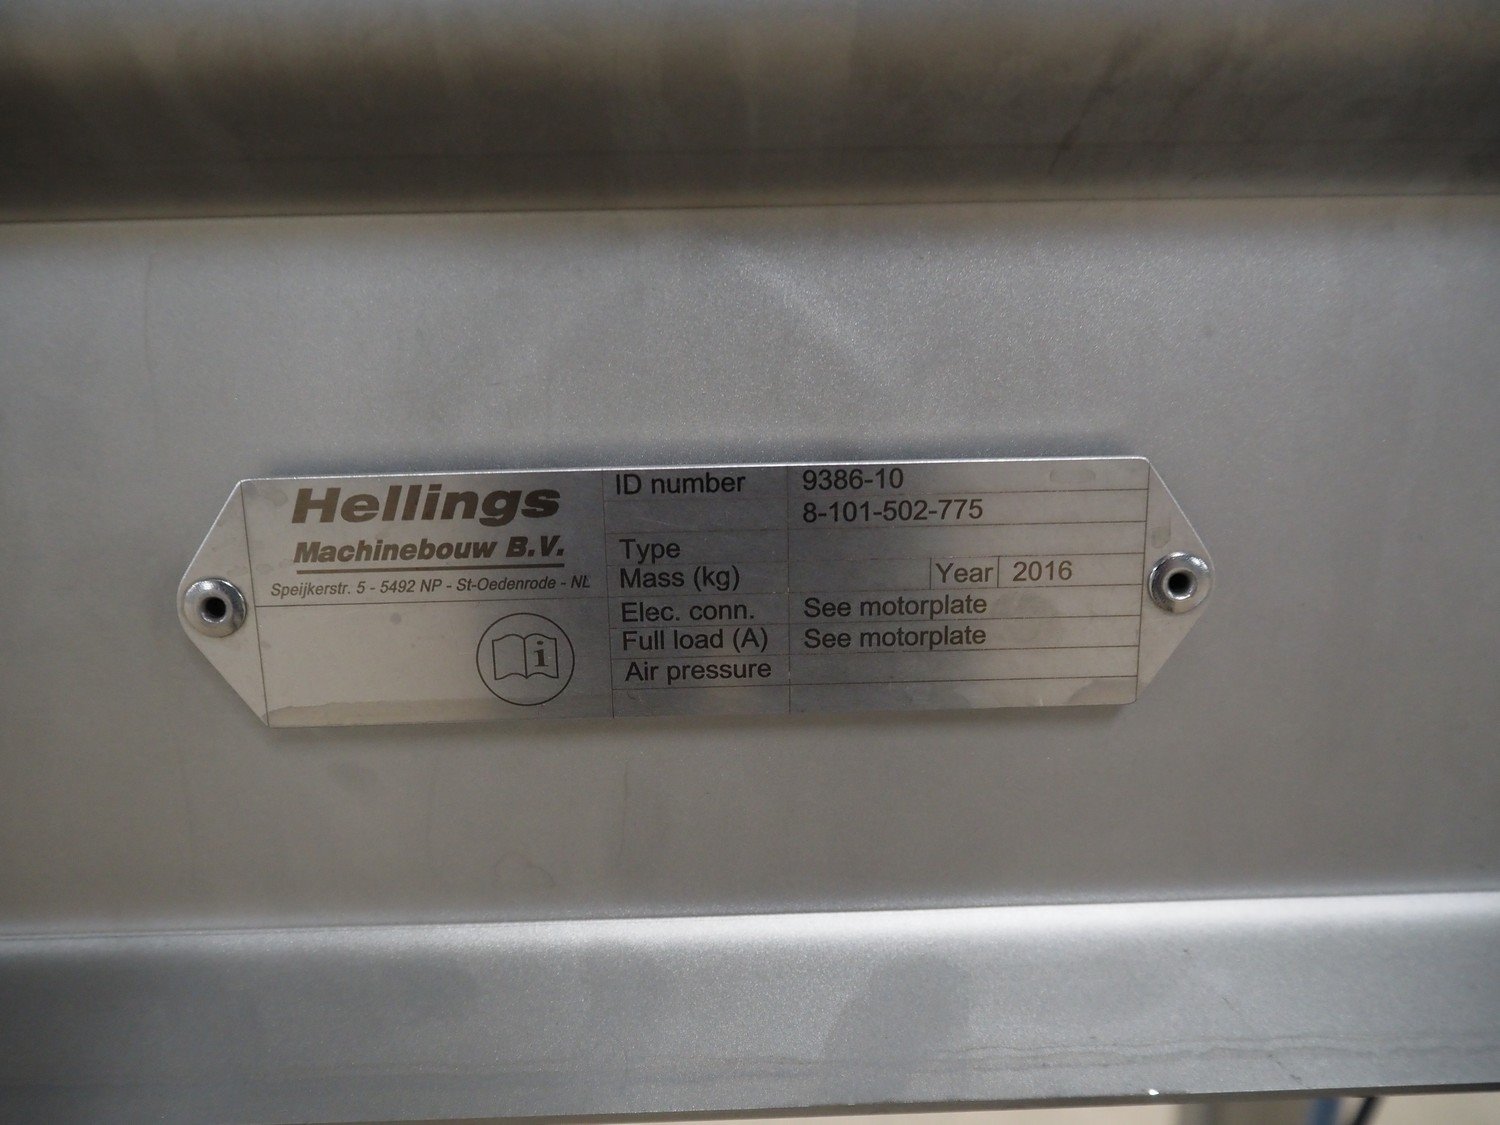 Hellings
Machinebouw B.V.
Speijkerstr. 5 - 5492 NP - St-Oedenrode - NL
i
ID number 9386-10
8-101-502-775
Type
Mass (kg) Year 2016
Elec. conn. See motorplate
Full load (A) See motorplate
Air pressure